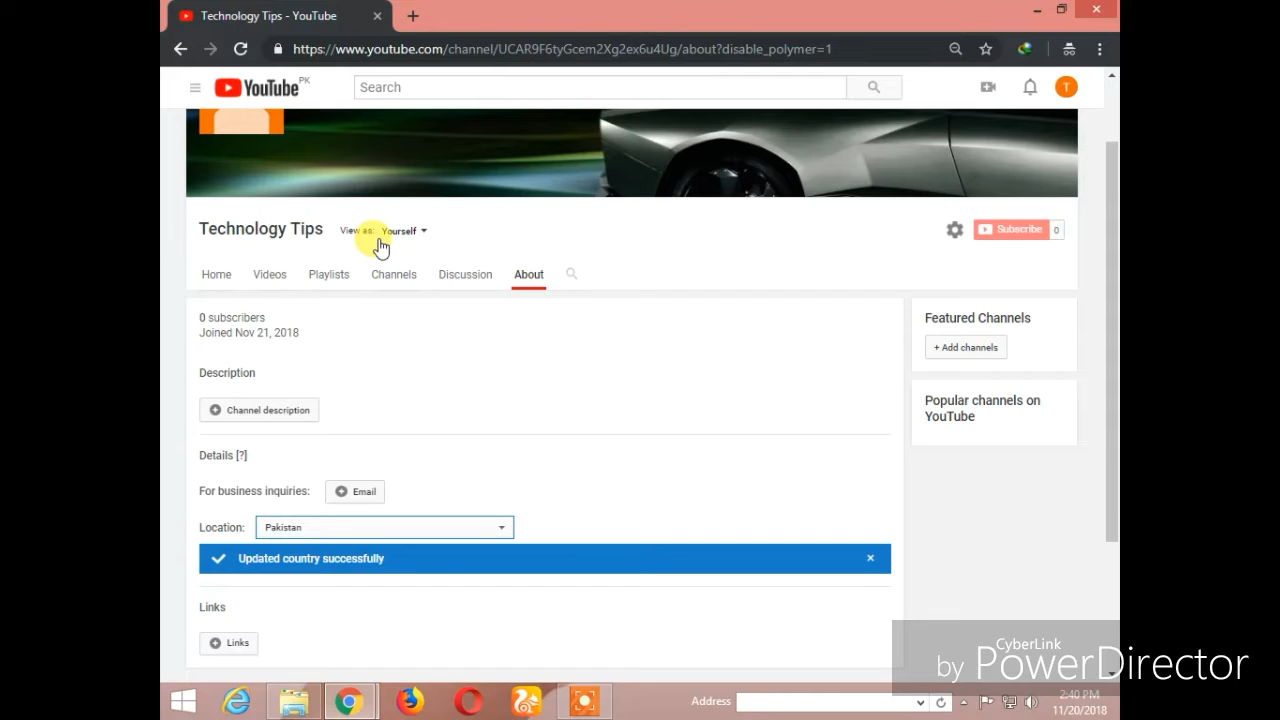 Technology Tips - YouTube
https://www.youtube.com/channel/UCAR9F6tyGcem2Xg2ex6u4Ug/about?disable_polymer=1
YouTube PK
Search
T
Technology Tips
View as: Yourself
Subscribe 0
Home Videos Playlists Channels Discussion About
0 subscribers
Joined Nov 21, 2018
Featured Channels
+ Add channels
Description
Channel description
Popular channels on
YouTube
Details [?]
For business inquiries: Email
Location: Pakistan
Updated country successfully
Links
Links
CyberLink
by PowerDirector
Address
2:40 PM
11/20/2018